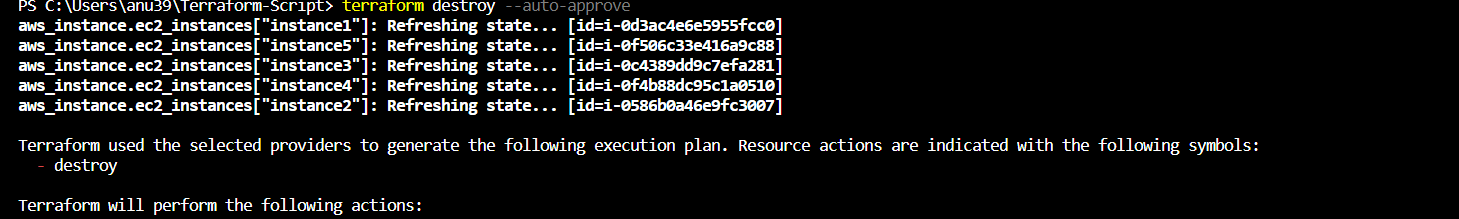 PS C:\Users\anu39\Terraform-Script> terraform destroy --auto-approve
aws_instance.ec2_instances["instance1"]: Refreshing state... [id=i-0d3ac4e6e5955fcc0]
aws_instance.ec2_instances["instance5"]: Refreshing state... [id=i-0f506c33e416a9c88]
aws_instance.ec2_instances["instance3"]: Refreshing state... [id=i-0c4389dd9c7efa281]
aws_instance.ec2_instances["instance4"]: Refreshing state... [id=i-0f4b88dc95c1a0510]
aws_instance.ec2_instances["instance2"]: Refreshing state... [id=i-0586b0a46e9fc3007]
Terraform used the selected providers to generate the following execution plan. Resource actions are indicated with the following symbols:
- destroy
Terraform will perform the following actions: